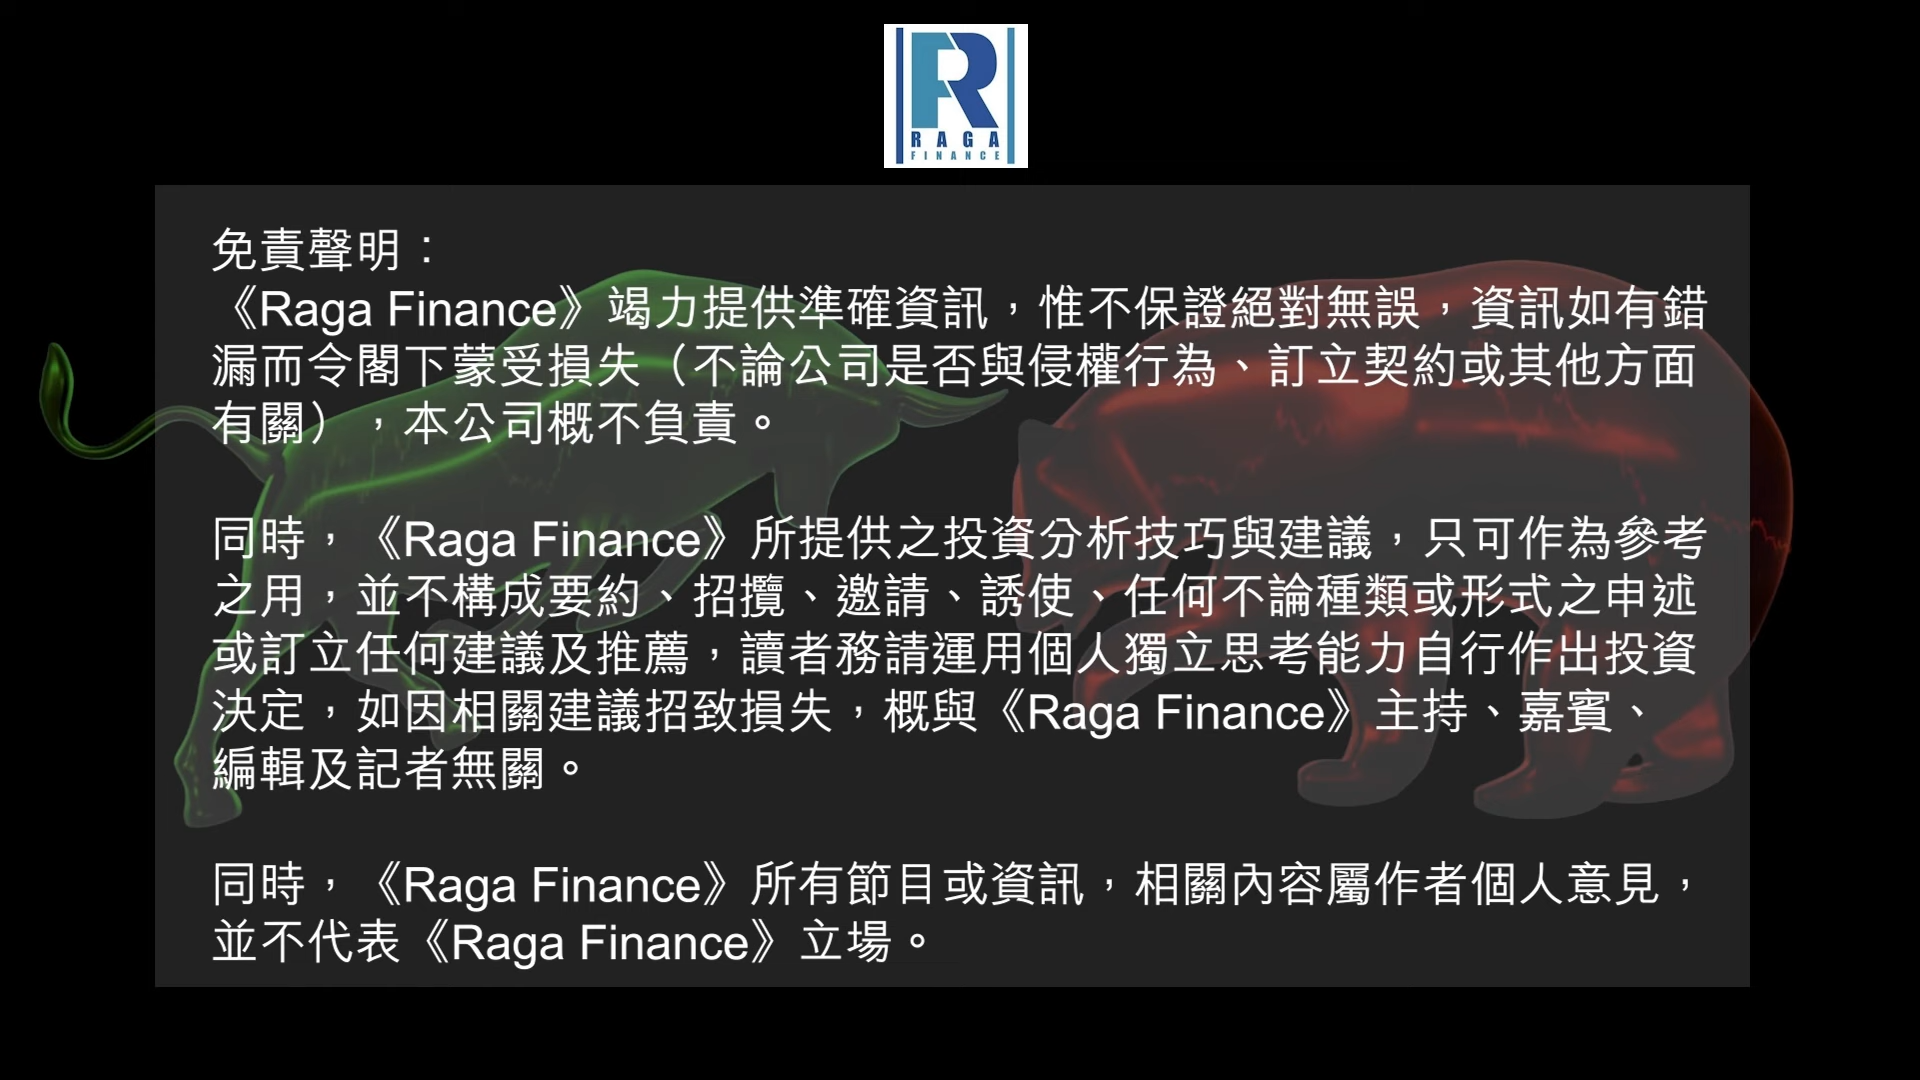 RAGA
FINANCE
免責聲明：
《Raga Finance》竭力提供準確資訊，惟不保證絕對無誤，資訊如有錯
漏而令閣下蒙受損失（不論公司是否與侵權行為、訂立契約或其他方面
有關），本公司概不負責。
同時，《Raga Finance》所提供之投資分析技巧與建議，只可作為參考
之用，並不構成要約、招攬、邀請、誘使、任何不論種類或形式之申述
或訂立任何建議及推薦，讀者務請運用個人獨立思考能力自行作出投資
決定，如因相關建議招致損失，概與《Raga Finance》主持、嘉賓、
編輯及記者無關。
同時，《Raga Finance》所有節目或資訊，相關內容屬作者個人意見，
並不代表《Raga Finance》立場。